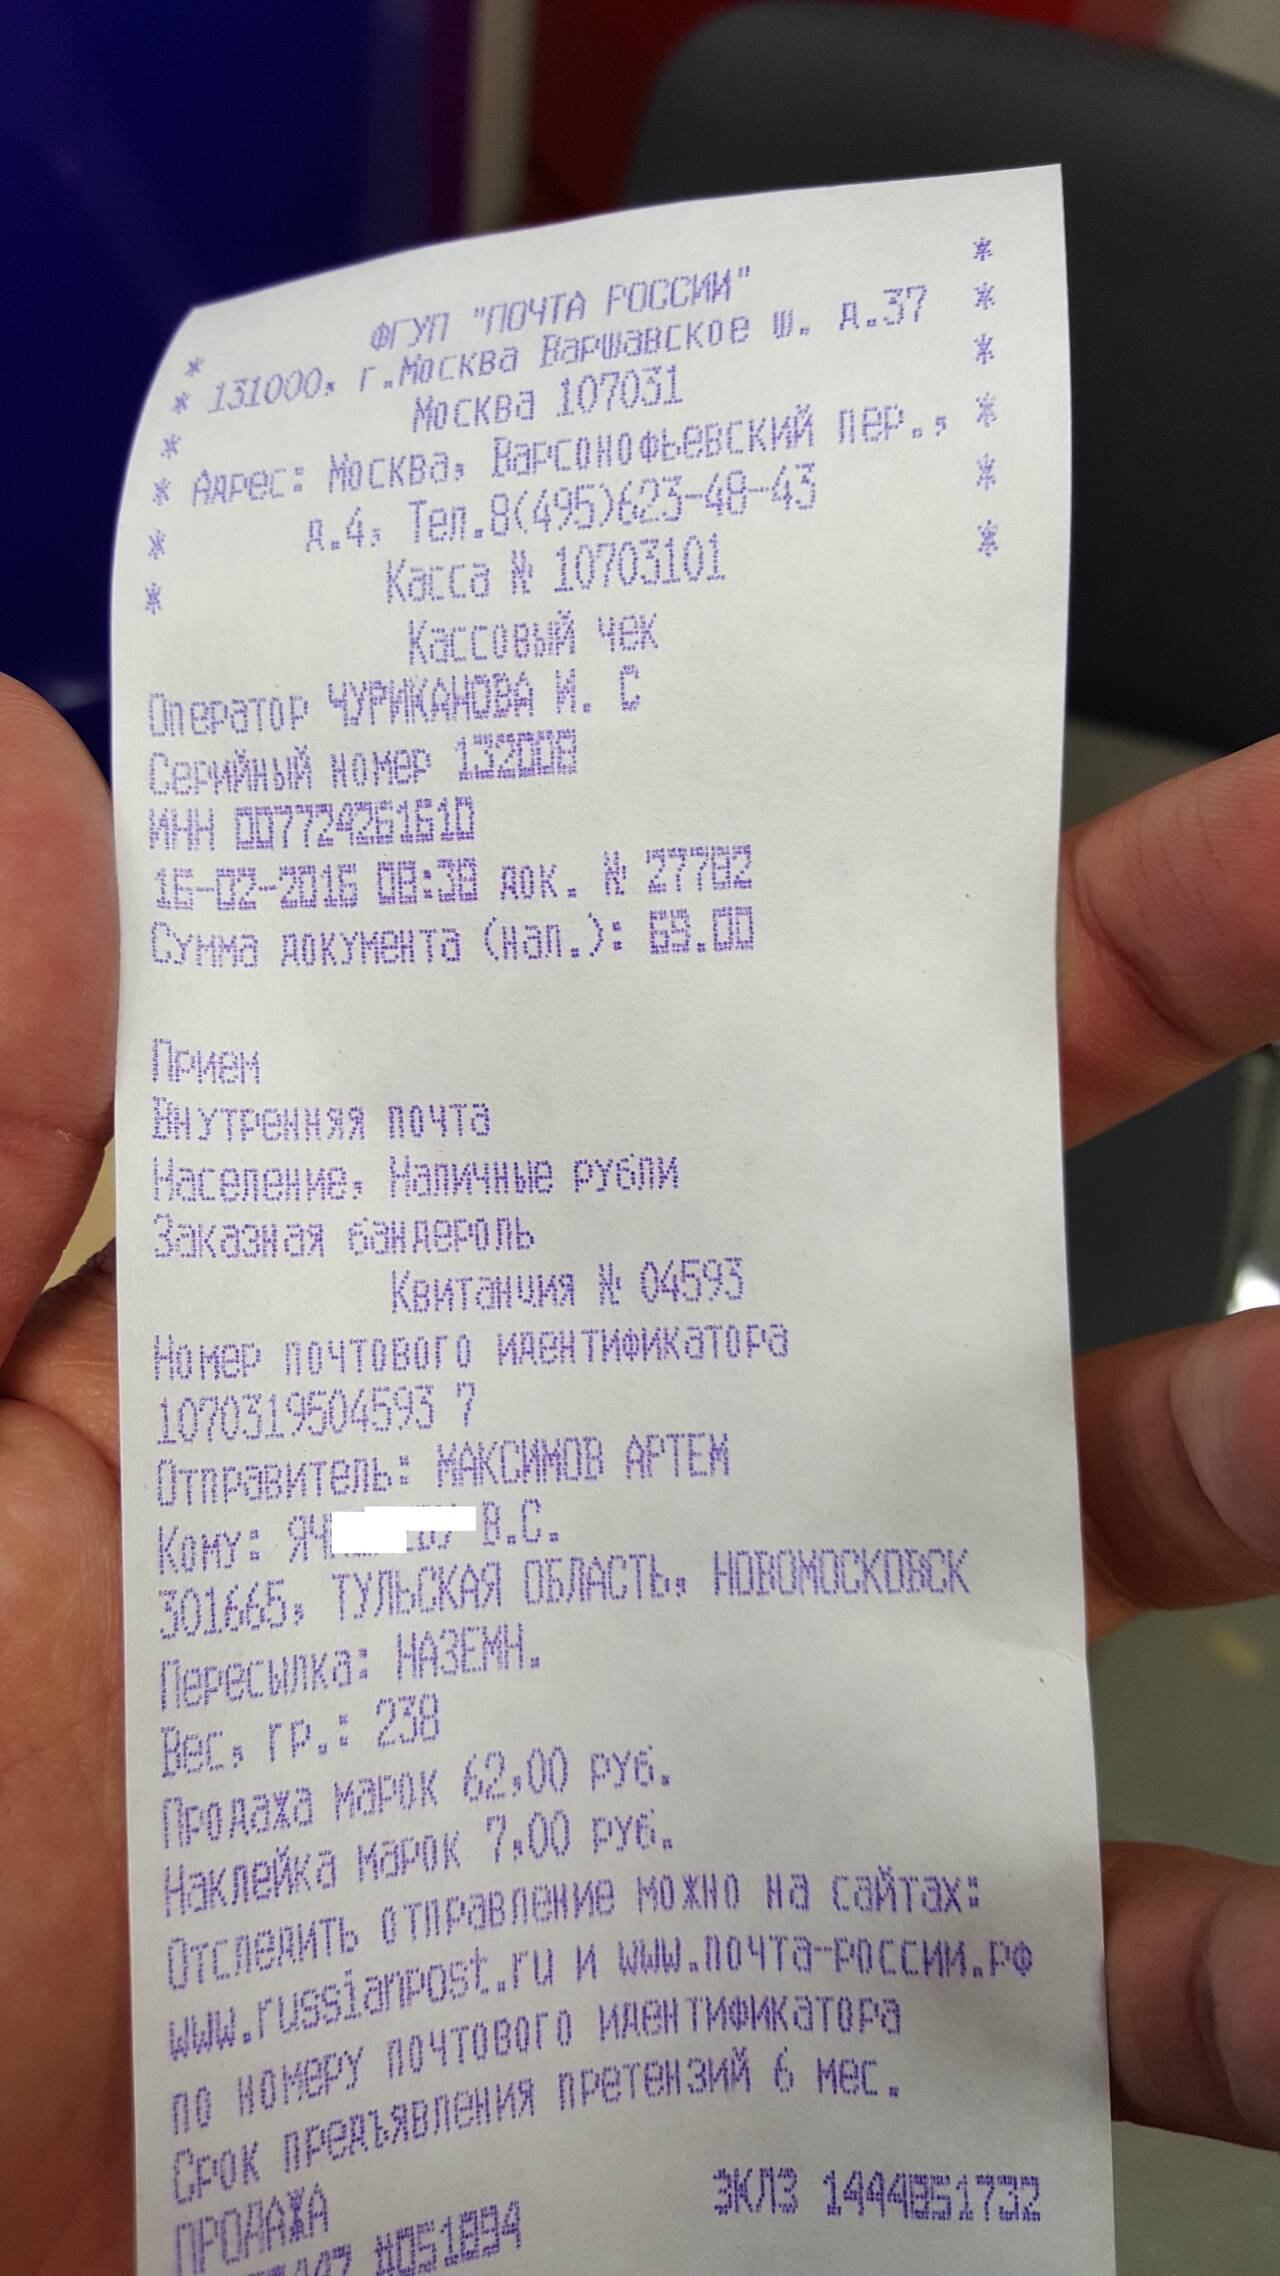 ФГУП "ПОЧТА РОССИИ" *
* 131000, г.Москва Варшавское ш. д.37 *
* Москва 107031 *
* Адрес: Москва, Варсонофьевский пер., *
* д.4, Тел.8(495)623-48-43 *
* Касса № 10703101 *
* Кассовый чек
Оператор ЧУРИКАНОВА И. С
Серийный номер 132008
ИНН 007724261610
16-02-2016 08:38 док. № 27782
Сумма документа (нал.): 69.00
Прием
Внутренняя почта
Население, Наличные рубли
Заказная бандероль
Квитанция № 04593
Номер почтового идентификатора
1070319504593 7
Отправитель: МАКСИМОВ АРТЕМ
Кому: В.С.
301665, ТУЛЬСКАЯ ОБЛАСТЬ, НОВОМОСКОВСК
Пересылка: НАЗЕМН.
Вес, гр.: 238
Продажа марок 62,00 руб.
Наклейка марок 7,00 руб.
Отследить отправление можно на сайтах:
www.russianpost.ru и www.почта-россии.рф
по номеру почтового идентификатора
Срок предъявления претензий 6 мес.
ПРОДАЖА ЭКЛЗ 1444851732
#051894